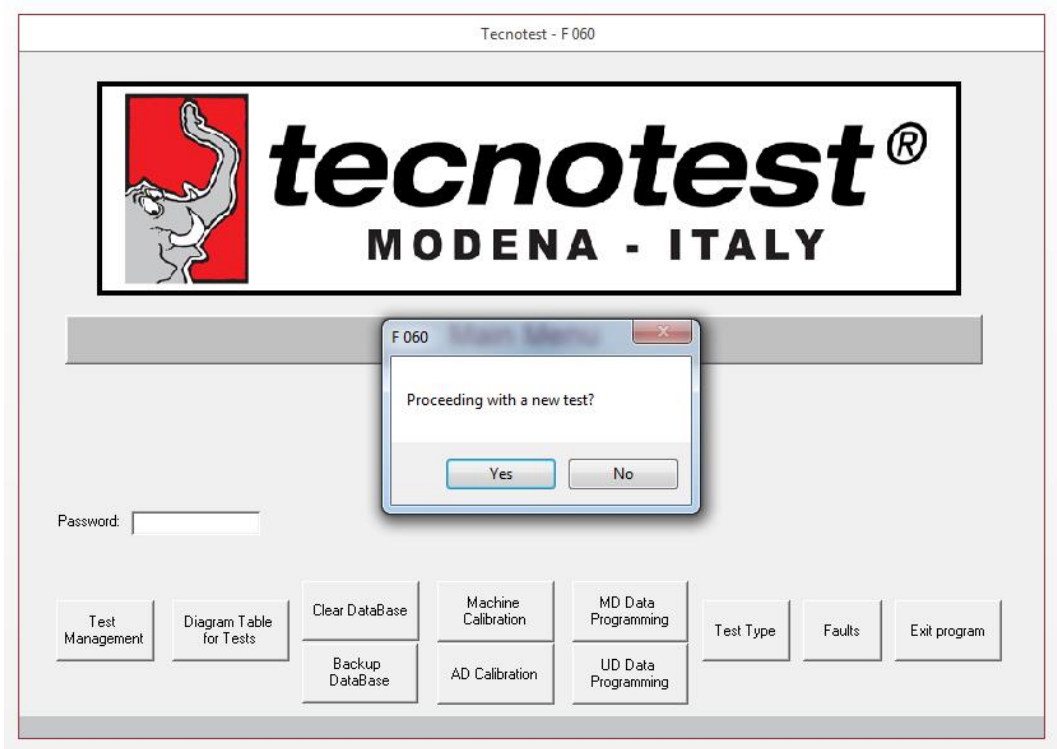 Tecnotest - F 060
tecnotest®
MODENA - ITALY
Main Menu
F 060
Proceeding with a new test?
Yes
No
Password:
Test
Management
Diagram Table
for Tests
Clear DataBase
Backup
DataBase
Machine
Calibration
AD Calibration
MD Data
Programming
UD Data
Programming
Test Type
Faults
Exit program